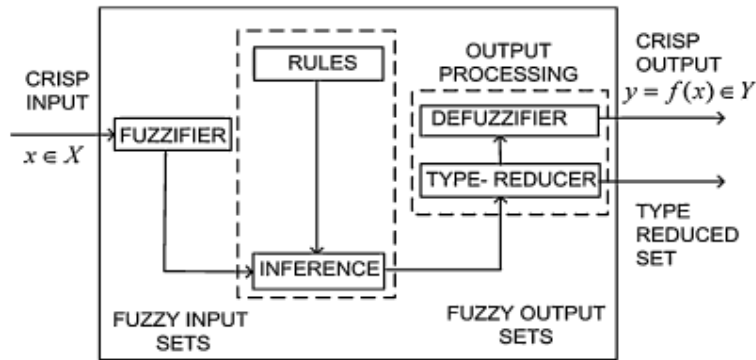 CRISP
INPUT
x ∈ X
FUZZIFIER
RULES
INFERENCE
FUZZY INPUT
SETS
OUTPUT
PROCESSING
DEFUZZIFIER
TYPE- REDUCER
FUZZY OUTPUT
SETS
CRISP
OUTPUT
y = f(x) ∈ Y
TYPE
REDUCED
SET